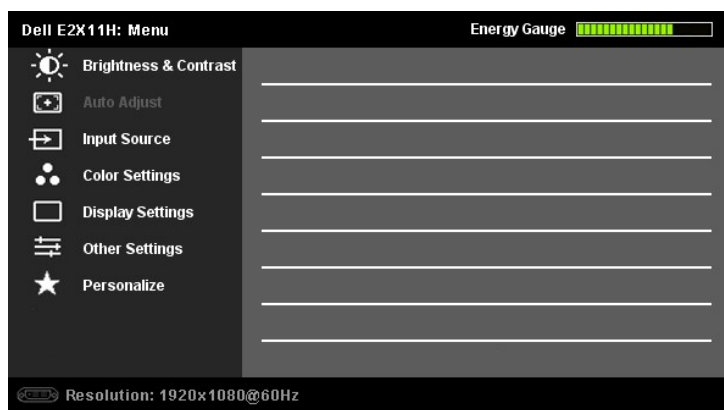 Dell E2X11H: Menu
Energy Gauge
Brightness & Contrast
Auto Adjust
Input Source
Color Settings
Display Settings
Other Settings
Personalize
Resolution: 1920x1080@60Hz